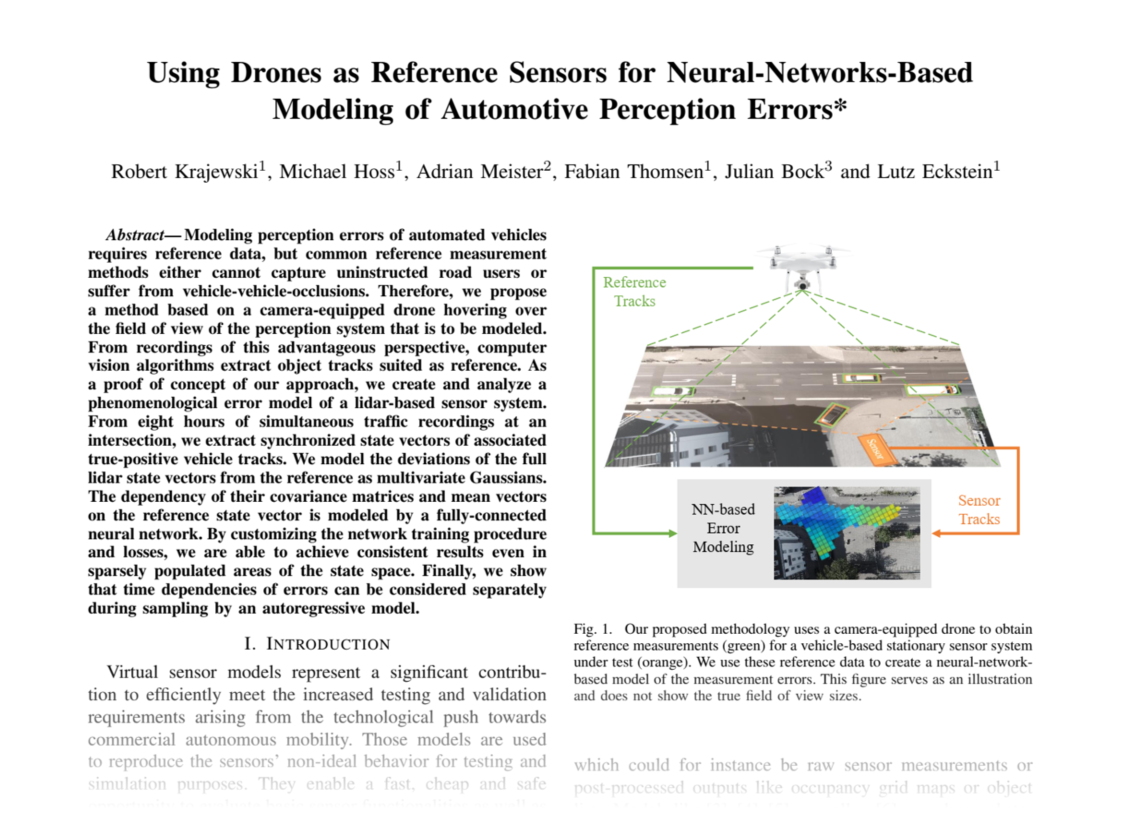 Using Drones as Reference Sensors for Neural-Networks-Based
Modeling of Automotive Perception Errors*
Robert Krajewski1, Michael Hoss1, Adrian Meister2, Fabian Thomsen1, Julian Bock3 and Lutz Eckstein1
Abstract— Modeling perception errors of automated vehicles
requires reference data, but common reference measurement
methods either cannot capture uninstructed road users or
suffer from vehicle-vehicle-occlusions. Therefore, we propose
a method based on a camera-equipped drone hovering over
the field of view of the perception system that is to be modeled.
From recordings of this advantageous perspective, computer
vision algorithms extract object tracks suited as reference. As
a proof of concept of our approach, we create and analyze a
phenomenological error model of a lidar-based sensor system.
From eight hours of simultaneous traffic recordings at an
intersection, we extract synchronized state vectors of associated
true-positive vehicle tracks. We model the deviations of the full
lidar state vectors from the reference as multivariate Gaussians.
The dependency of their covariance matrices and mean vectors
on the reference state vector is modeled by a fully-connected
neural network. By customizing the network training procedure
and losses, we are able to achieve consistent results even in
sparsely populated areas of the state space. Finally, we show
that time dependencies of errors can be considered separately
during sampling by an autoregressive model.
I. INTRODUCTION
Virtual sensor models represent a significant contribu-
tion to efficiently meet the increased testing and validation
requirements arising from the technological push towards
commercial autonomous mobility. Those models are used
to reproduce the sensors' non-ideal behavior for testing and
simulation purposes. They enable a fast, cheap and safe
Reference
Tracks
Sensor
NN-based
Error
Modeling
Sensor
Tracks
Fig. 1. Our proposed methodology uses a camera-equipped drone to obtain
reference measurements (green) for a vehicle-based stationary sensor system
under test (orange). We use these reference data to create a neural-network-
based model of the measurement errors. This figure serves as an illustration
and does not show the true field of view sizes.
which could for instance be raw sensor measurements or
post-processed outputs like occupancy grid maps or object